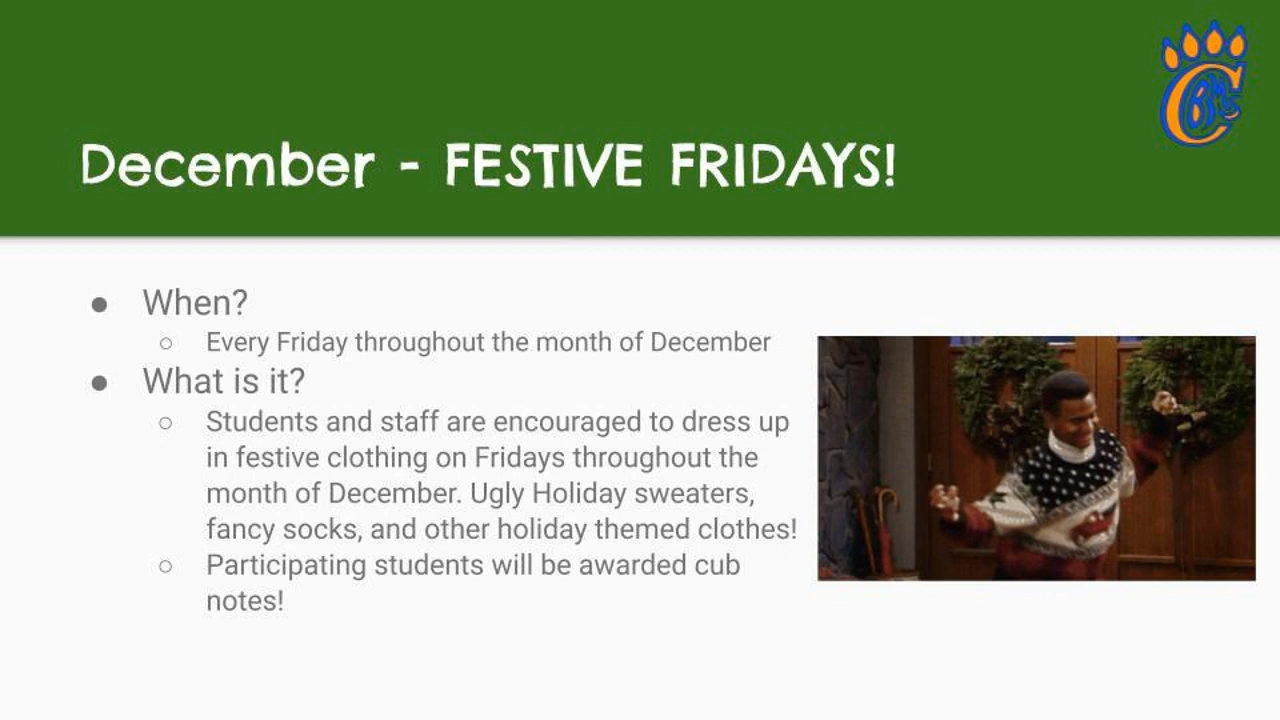 December - FESTIVE FRIDAYS!
● When?
○ Every Friday throughout the month of December
● What is it?
○ Students and staff are encouraged to dress up
in festive clothing on Fridays throughout the
month of December. Ugly Holiday sweaters,
fancy socks, and other holiday themed clothes!
○ Participating students will be awarded cub
notes!